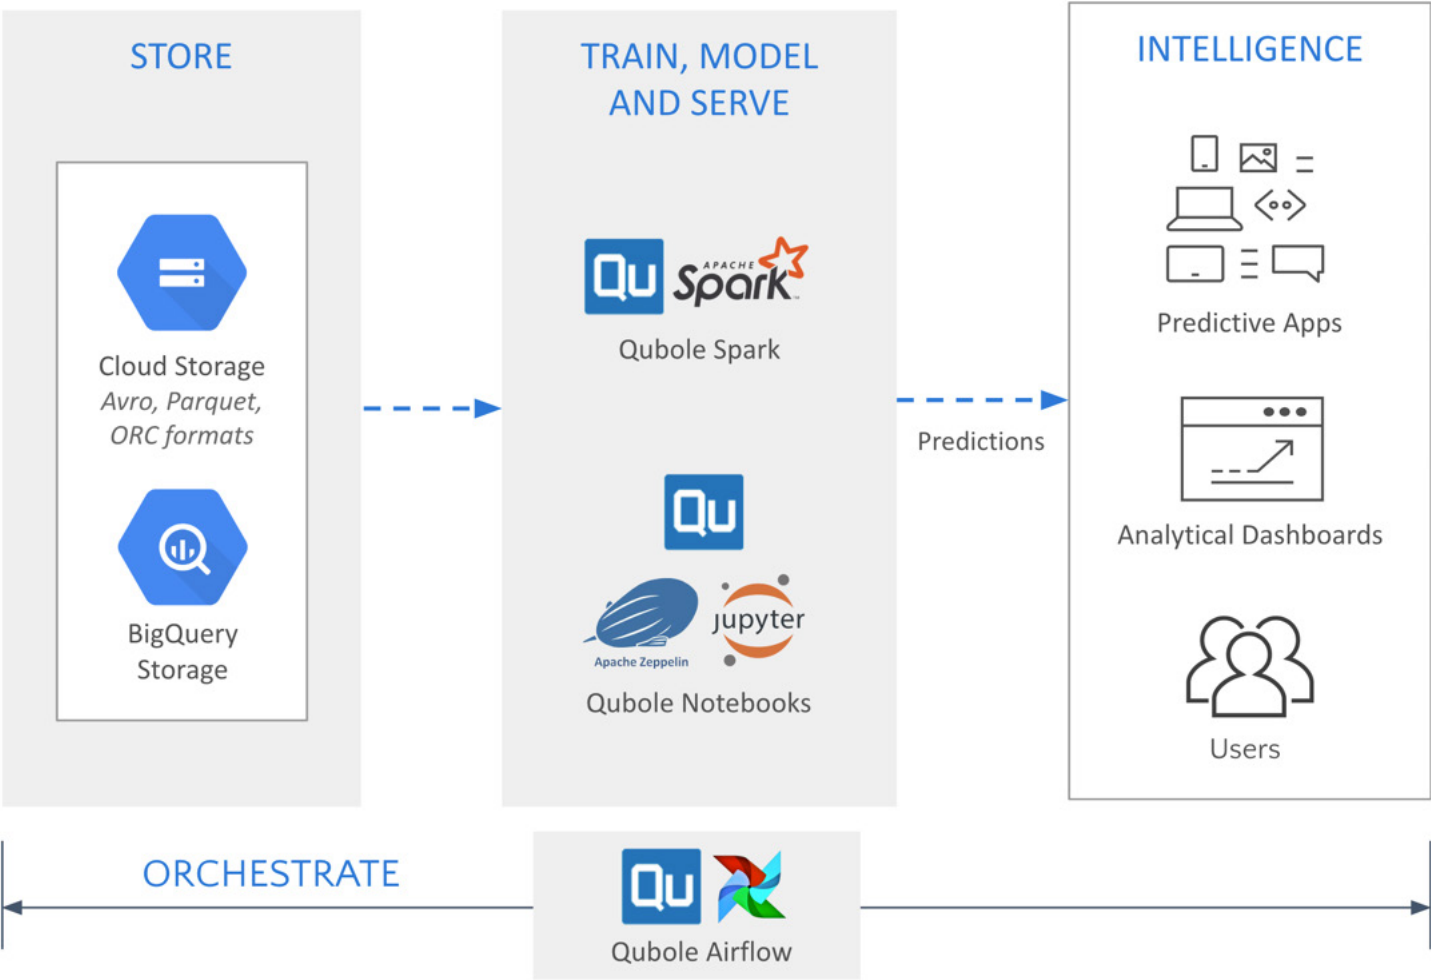 STORE
Cloud Storage
Avro, Parquet,
ORC formats
BigQuery
Storage
TRAIN, MODEL
AND SERVE
Qu
APACHE
Spark
Qubole Spark
Qu
Apache Zeppelin
jupyter
Qubole Notebooks
Predictions
INTELLIGENCE
Predictive Apps
Analytical Dashboards
Users
ORCHESTRATE
Qu
Qubole Airflow